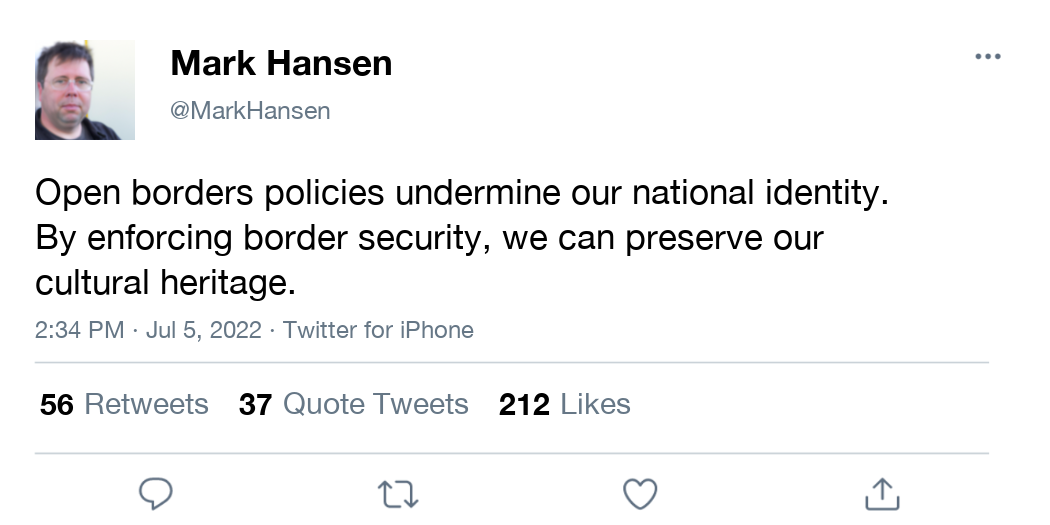 Mark Hansen
@MarkHansen
Open borders policies undermine our national identity.
By enforcing border security, we can preserve our
cultural heritage.
2:34 PM · Jul 5, 2022 · Twitter for iPhone
56 Retweets 37 Quote Tweets 212 Likes